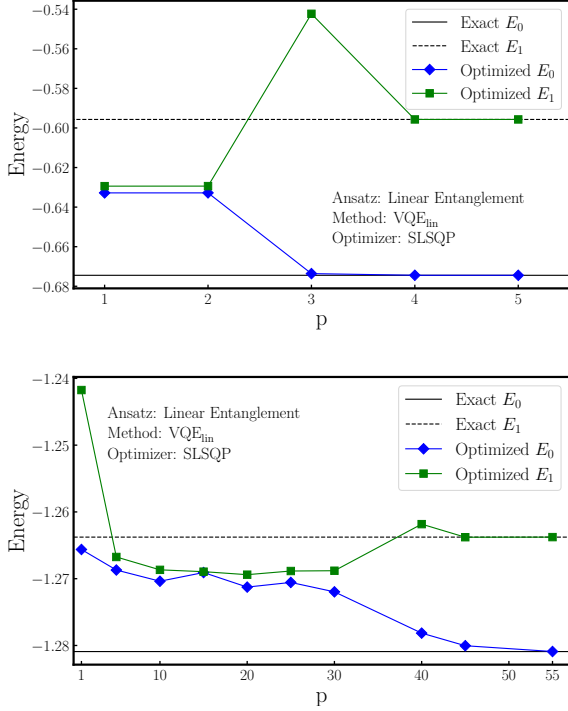 −0.54
−0.56
−0.58
−0.60
−0.62
−0.64
−0.66
−0.68
Energy
Exact E₀
Exact E₁
Optimized E₀
Optimized E₁
Ansatz: Linear Entanglement
Method: VQE_lin
Optimizer: SLSQP
1 2 3 4 5
p
−1.24
−1.25
−1.26
−1.27
−1.28
Energy
Ansatz: Linear Entanglement
Method: VQE_lin
Optimizer: SLSQP
Exact E₀
Exact E₁
Optimized E₀
Optimized E₁
1 10 20 30 40 50 55
p